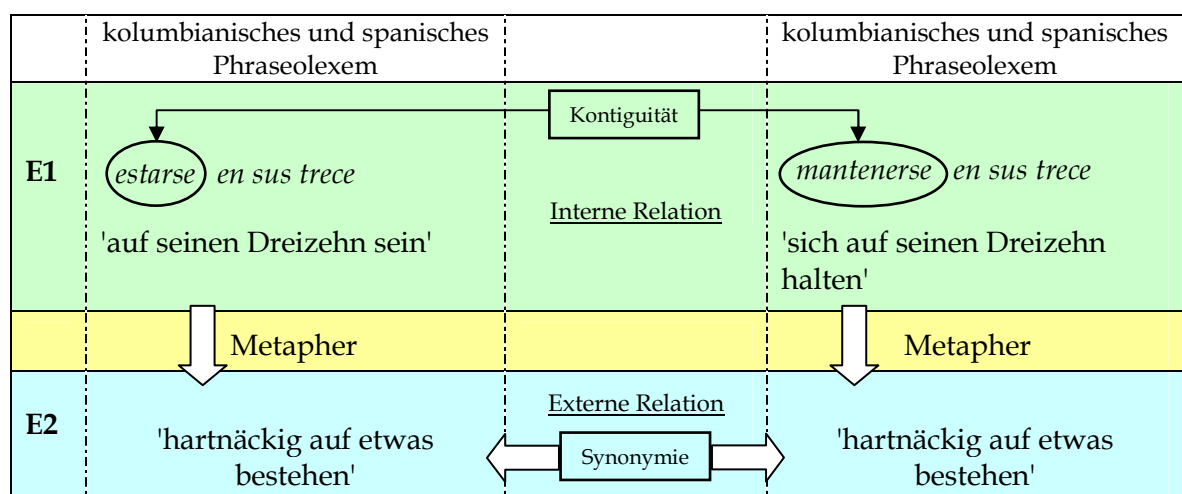 kolumbianisches und spanisches
Phraseolexem
kolumbianisches und spanisches
Phraseolexem
Kontiguität
E1
estarse en sus trece
mantenerse en sus trece
Interne Relation
'auf seinen Dreizehn sein'
'sich auf seinen Dreizehn
halten'
Metapher
Metapher
E2
Externe Relation
'hartnäckig auf etwas
bestehen'
Synonymie
'hartnäckig auf etwas
bestehen'